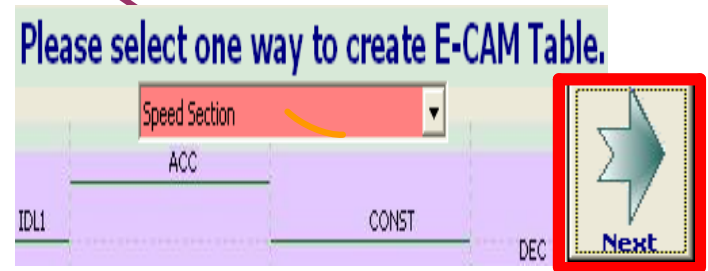 Please select one way to create E-CAM Table.
Speed Section
ACC
IDL1
CONST
DEC
Next